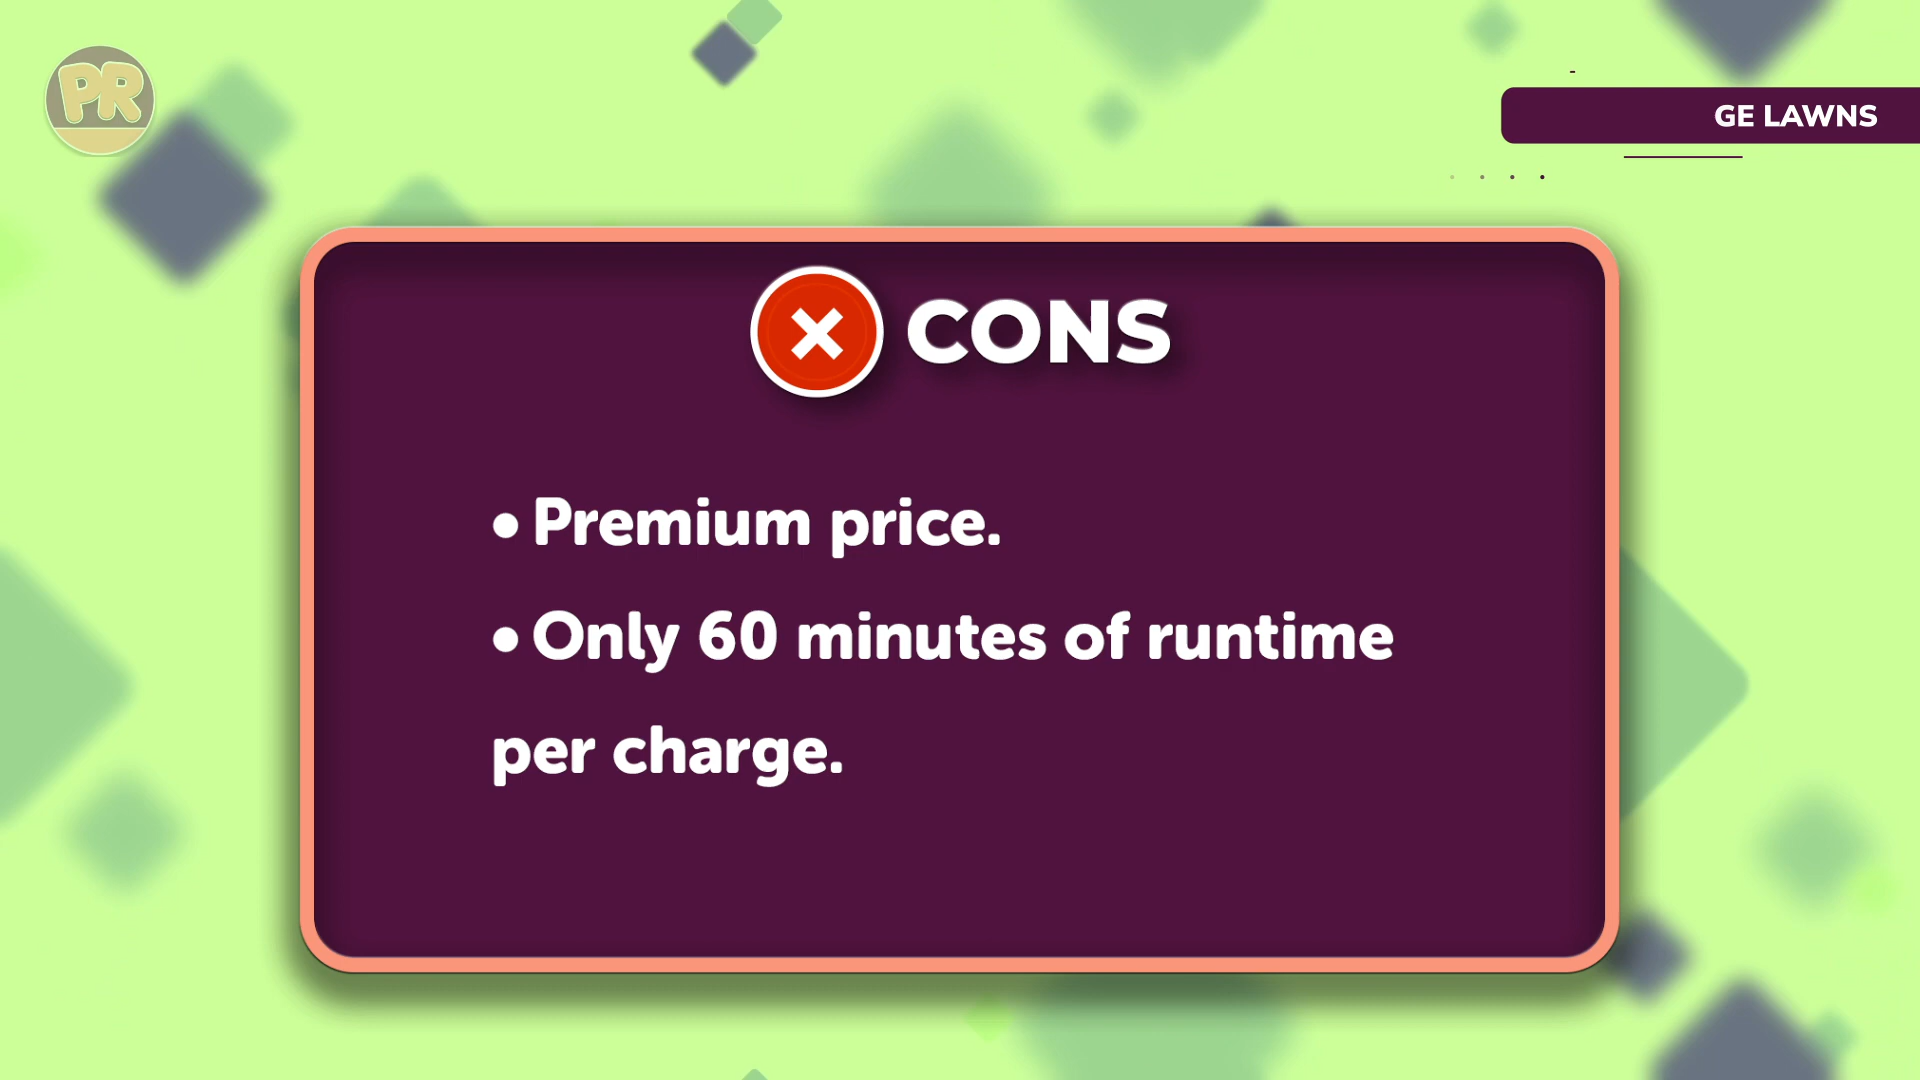 PR
GE LAWNS
CONS
• Premium price.
• Only 60 minutes of runtime
per charge.